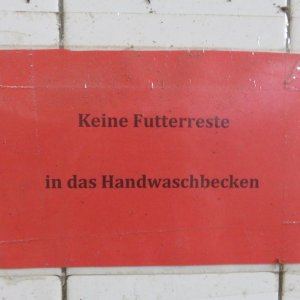 Keine Futterreste
in das Handwaschbecken